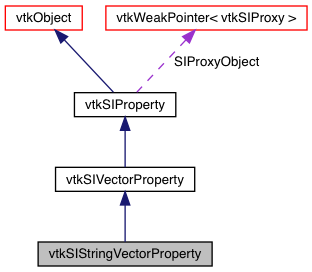 vtkObject
vtkWeakPointer< vtkSIProxy >
SIProxyObject
vtkSIProperty
vtkSIVectorProperty
vtkSIStringVectorProperty